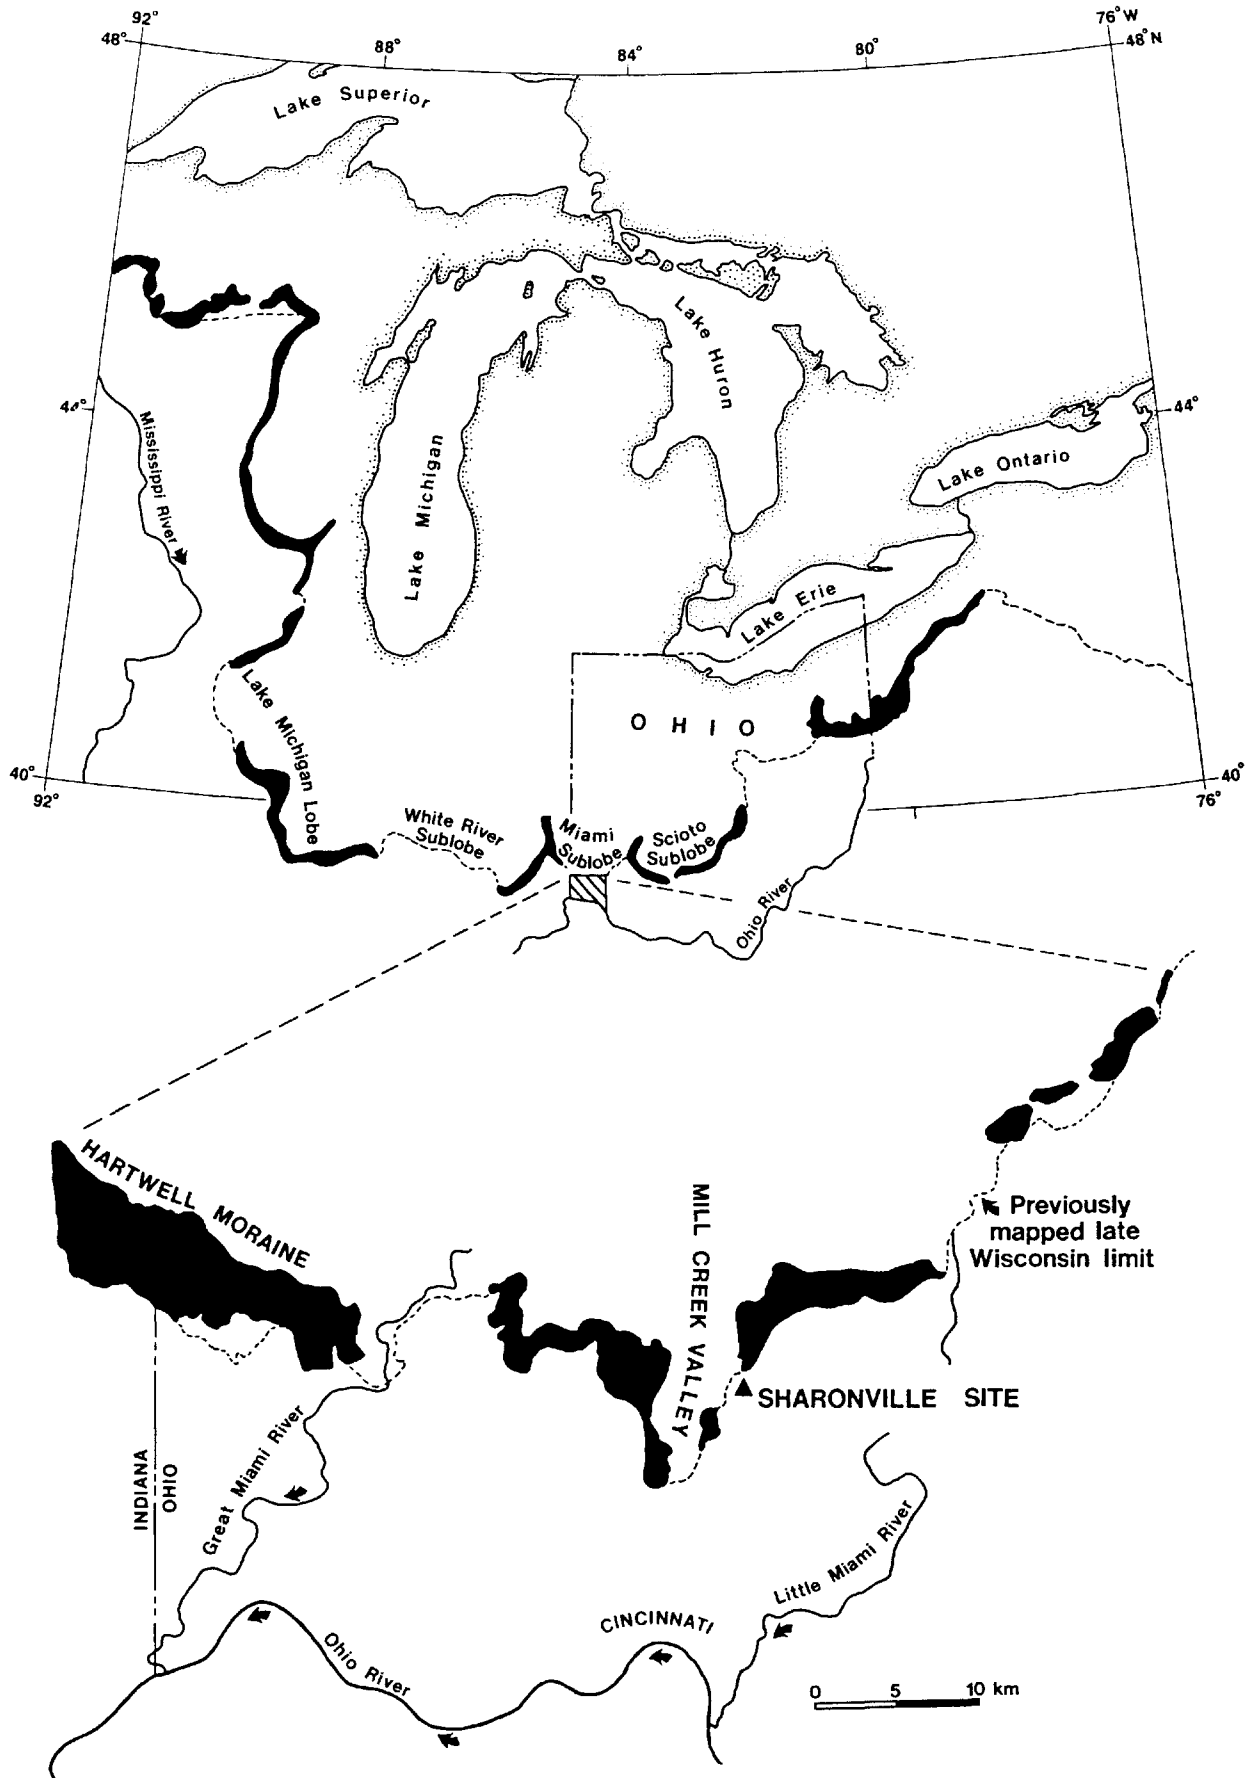 92°
76°W
48°
88°
84°
80°
48°N
Lake Superior
Lake Huron
44°
44°
Mississippi River
Lake Michigan
Lake Ontario
Lake Erie
Lake Michigan Lobe
OHIO
40°
92°
40°
76°
White River
Sublobe
Miami
Sublobe
Scioto
Sublobe
Ohio River
HARTWELL MORAINE
MILL CREEK VALLEY
Previously
mapped late
Wisconsin limit
SHARONVILLE SITE
INDIANA
OHIO
Great Miami River
Little Miami River
CINCINNATI
Ohio River
0 5 10 km